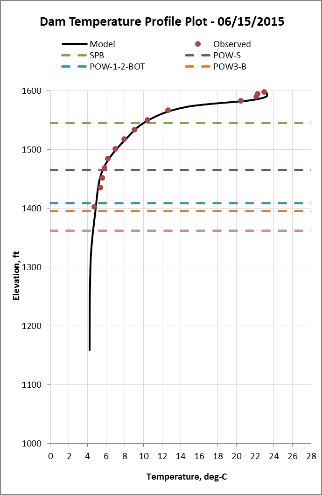 Dam Temperature Profile Plot - 06/15/2015
Model Observed
SPB POW-S
POW-1-2-BOT POW3-B
1600
1500
1400
1300
1200
1100
1000
Elevation, ft
0 2 4 6 8 10 12 14 16 18 20 22 24 26 28
Temperature, deg-C